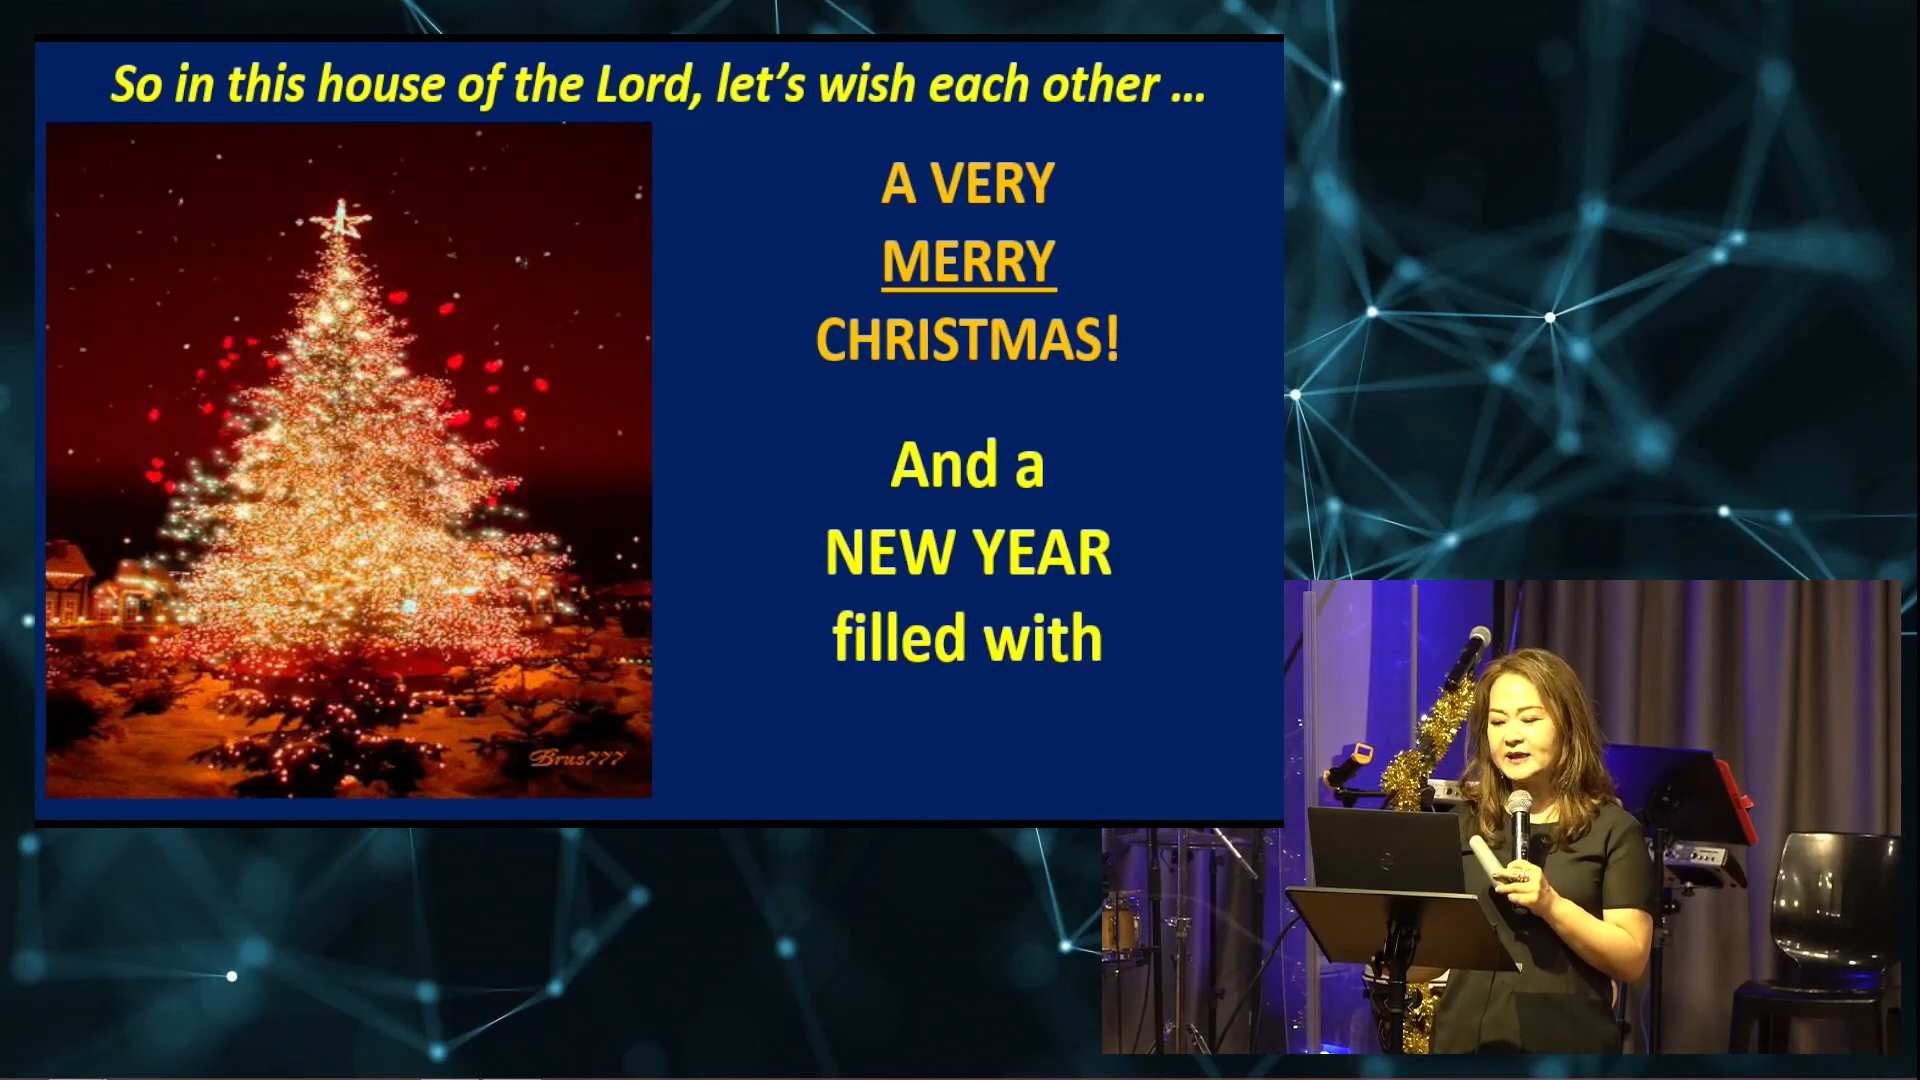 So in this house of the Lord, let’s wish each other ...
A VERY
MERRY
CHRISTMAS!
And a
NEW YEAR
filled with
Brus777